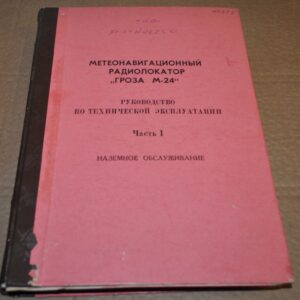 МЕТЕОНАВИГАЦИОННЫЙ
РАДИОЛОКАТОР
„ГРОЗА М-24"
РУКОВОДСТВО
ПО ТЕХНИЧЕСКОЙ ЭКСПЛУАТАЦИИ
Часть I
НАЗЕМНОЕ ОБСЛУЖИВАНИЕ